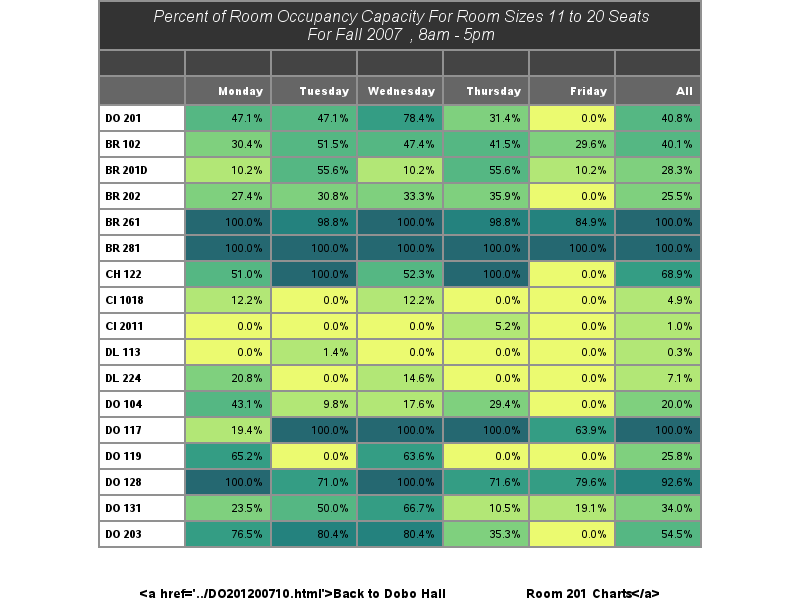 Percent of Room Occupancy Capacity For Room Sizes 11 to 20 Seats
For Fall 2007 , 8am - 5pm
Monday Tuesday Wednesday Thursday Friday All
DO 201 47.1% 47.1% 78.4% 31.4% 0.0% 40.8%
BR 102 30.4% 51.5% 47.4% 41.5% 29.6% 40.1%
BR 201D 10.2% 55.6% 10.2% 55.6% 10.2% 28.3%
BR 202 27.4% 30.8% 33.3% 35.9% 0.0% 25.5%
BR 261 100.0% 98.8% 100.0% 98.8% 84.9% 100.0%
BR 281 100.0% 100.0% 100.0% 100.0% 100.0% 100.0%
CH 122 51.0% 100.0% 52.3% 100.0% 0.0% 68.9%
CI 1018 12.2% 0.0% 12.2% 0.0% 0.0% 4.9%
CI 2011 0.0% 0.0% 0.0% 5.2% 0.0% 1.0%
DL 113 0.0% 1.4% 0.0% 0.0% 0.0% 0.3%
DL 224 20.8% 0.0% 14.6% 0.0% 0.0% 7.1%
DO 104 43.1% 9.8% 17.6% 29.4% 0.0% 20.0%
DO 117 19.4% 100.0% 100.0% 100.0% 63.9% 100.0%
DO 119 65.2% 0.0% 63.6% 0.0% 0.0% 25.8%
DO 128 100.0% 71.0% 100.0% 71.6% 79.6% 92.6%
DO 131 23.5% 50.0% 66.7% 10.5% 19.1% 34.0%
DO 203 76.5% 80.4% 80.4% 35.3% 0.0% 54.5%
<a href='../DO201200710.html'>Back to Dobo Hall Room 201 Charts</a>